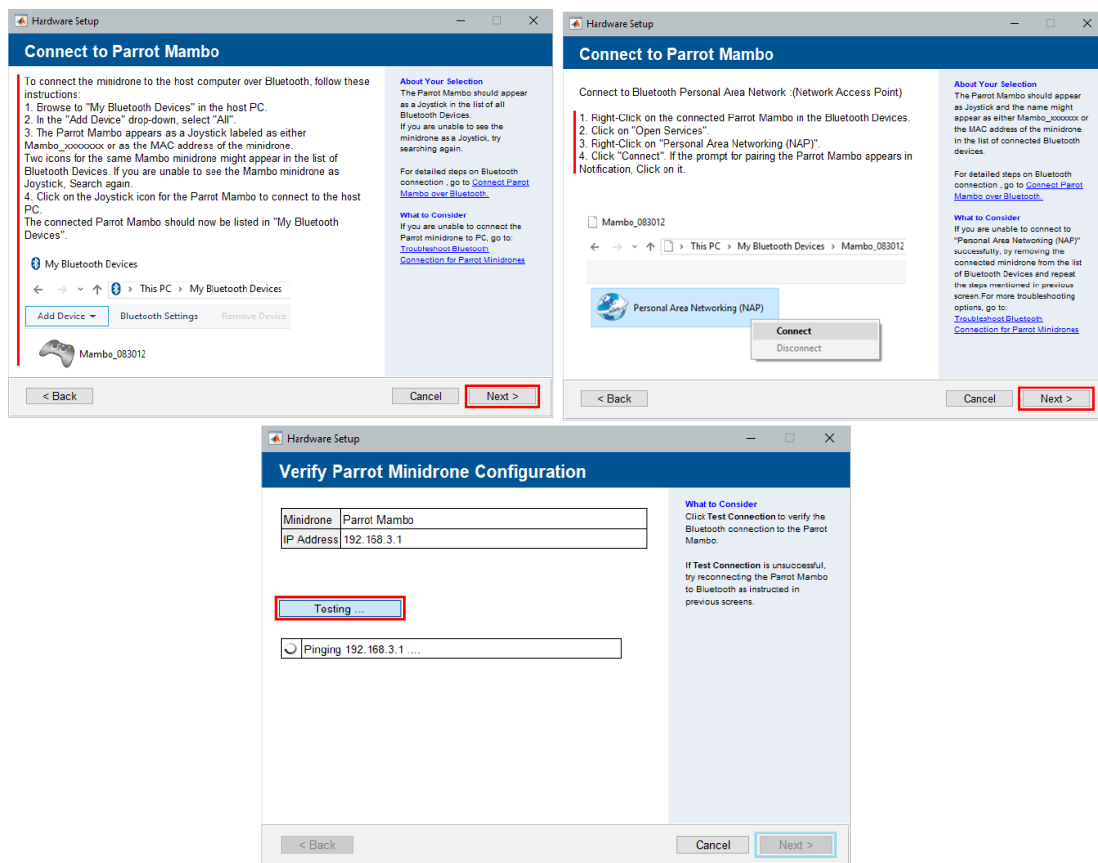 Hardware Setup
Connect to Parrot Mambo
To connect the minidrone to the host computer over Bluetooth, follow these
instructions:
1. Browse to "My Bluetooth Devices" in the host PC.
2. In the "Add Device" drop-down, select "All".
3. The Parrot Mambo appears as a Joystick labeled as either
Mambo_xxxxxxx or as the MAC address of the minidrone.
Two icons for the same Mambo minidrone might appear in the list of
Bluetooth Devices. If you are unable to see the Mambo minidrone as
Joystick, Search again.
4. Click on the Joystick icon for the Parrot Mambo to connect to the host
PC.
The connected Parrot Mambo should now be listed in "My Bluetooth
Devices".
My Bluetooth Devices
This PC > My Bluetooth Devices
Add Device
Bluetooth Settings
Remove Device
Mambo_083012
About Your Selection
The Parrot Mambo should appear
as a Joystick in the list of all
Bluetooth Devices.
If you are unable to see the
minidrone as a Joystick, try
searching again.
For detailed steps on Bluetooth
connection , go to Connect Parrot
Mambo over Bluetooth.
What to Consider
If you are unable to connect the
Parrot minidrone to PC, go to:
Troubleshoot Bluetooth
Connection for Parrot Minidrones
< Back
Cancel
Next >
Hardware Setup
Connect to Parrot Mambo
Connect to Bluetooth Personal Area Network :(Network Access Point)
1. Right-Click on the connected Parrot Mambo in the Bluetooth Devices.
2. Click on "Open Services".
3. Right-Click on "Personal Area Networking (NAP)".
4. Click "Connect". If the prompt for pairing the Parrot Mambo appears in
Notification, Click on it.
Mambo_083012
> This PC > My Bluetooth Devices > Mambo_083012
Personal Area Networking (NAP)
Connect
Disconnect
About Your Selection
The Parrot Mambo should appear
as Joystick and the name might
appear as either Mambo_xxxxxxx or
the MAC address of the minidrone
in the list of connected Bluetooth
devices.
For detailed steps on Bluetooth
connection , go to Connect Parrot
Mambo over Bluetooth.
What to Consider
If you are unable to connect to
"Personal Area Networking (NAP)"
successfully, try removing the
connected minidrone from the list
of Bluetooth Devices and repeat
the steps mentioned in previous
screen.For more troubleshooting
options, go to:
Troubleshoot Bluetooth
Connection for Parrot Minidrones
< Back
Cancel
Next >
Hardware Setup
Verify Parrot Minidrone Configuration
Minidrone Parrot Mambo
IP Address 192.168.3.1
Testing ...
Pinging 192.168.3.1 ....
What to Consider
Click Test Connection to verify the
Bluetooth connection to the Parrot
Mambo.
If Test Connection is unsuccessful,
try reconnecting the Parrot Mambo
to Bluetooth as instructed in
previous screens.
< Back
Cancel
Next >